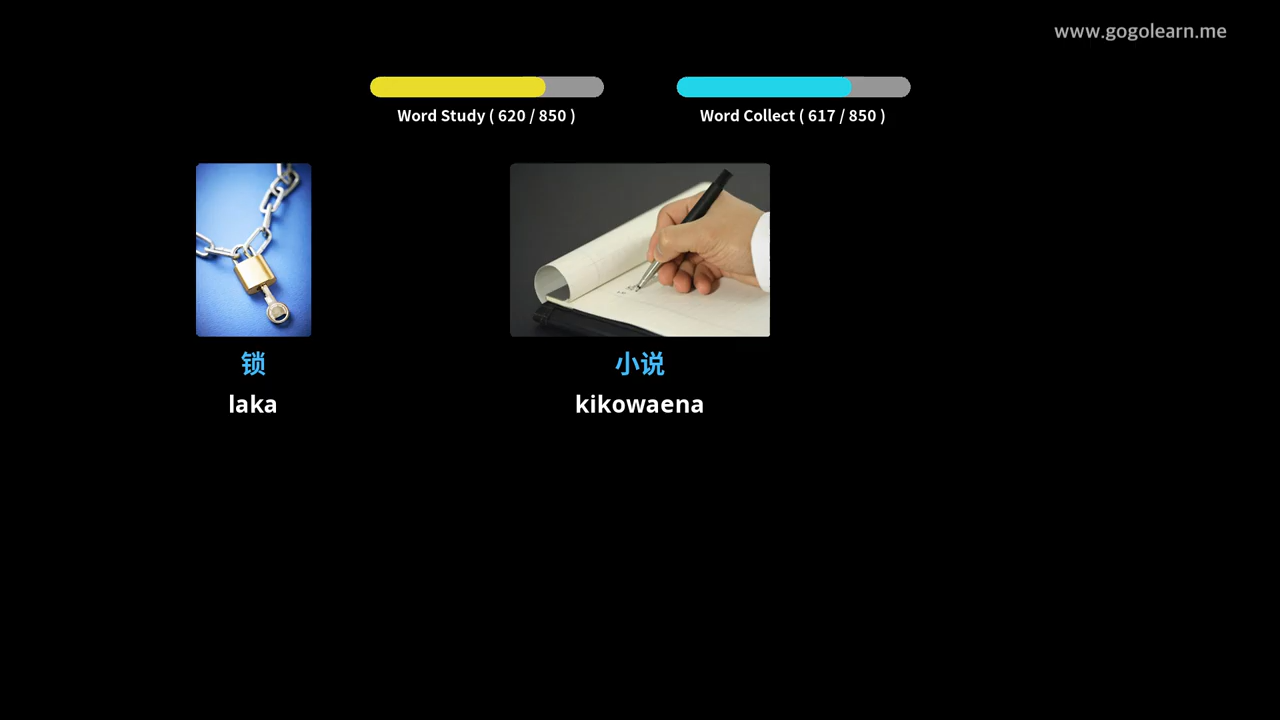 www.gogolearn.me
Word Study ( 620 / 850 )
Word Collect ( 617 / 850 )
锁
laka
小说
kikowaena